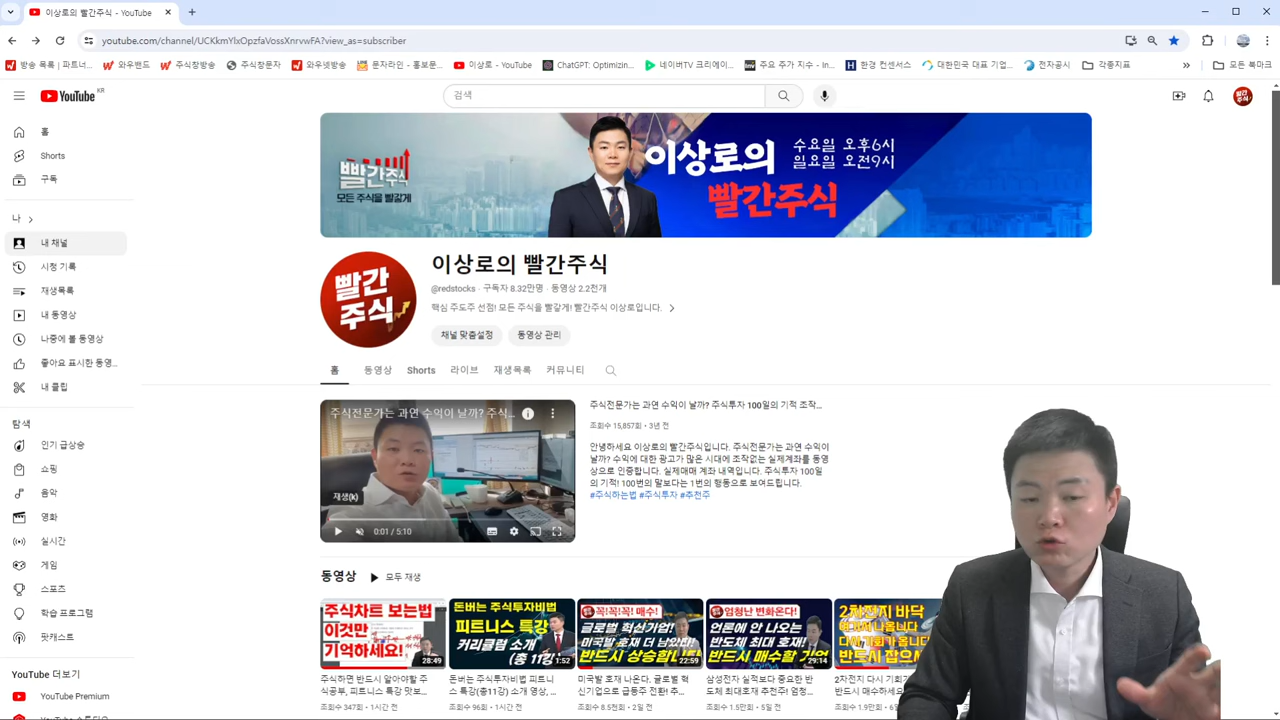 이상로의 빨간주식 - YouTube
youtube.com/channel/UCKkmYlxOpzfaVossXnrvwFA?view_as=subscriber
방송 목록 | 파트너...
와우밴드
주식창방송
주식창문자
와우넷방송
문자라인 - 홍보문...
이상로 - YouTube
ChatGPT: Optimizin...
네이버TV 크리에이...
주요 주가 지수 - In...
한경 컨센서스
대한민국 대표 기업...
전자공시
각종지표
모든 북마크
YouTube KR
검색
홈
Shorts
구독
나
내 채널
시청 기록
재생목록
내 동영상
나중에 볼 동영상
좋아요 표시한 동영...
내 클립
탐색
인기 급상승
쇼핑
음악
영화
실시간
게임
스포츠
학습 프로그램
팟캐스트
YouTube 더보기
YouTube Premium
빨간주식
모든 주식을 빨갛게
이상로의
빨간주식
수요일 오후6시
일요일 오전9시
빨간
주식
이상로의 빨간주식
@redstocks · 구독자 8.32만명 · 동영상 2.2천개
핵심 주도주 선점! 모든 주식을 빨갛게! 빨간주식 이상로입니다.
채널 맞춤설정
동영상 관리
홈
동영상
Shorts
라이브
재생목록
커뮤니티
주식전문가는 과연 수익이 날까? 주식...
재생(k)
0:01 / 5:10
주식전문가는 과연 수익이 날까? 주식투자 100일의 기적 조작...
조회수 15,857회 • 3년 전
안녕하세요 이상로의 빨간주식입니다. 주식전문가는 과연 수익이
날까? 수익에 대한 광고가 많은 시대에 조작없는 실제계좌를 동영
상으로 인증합니다. 실제매매 계좌 내역입니다. 주식투자 100일
의 기적! 100번의 말보다는 1번의 행동으로 보여드립니다.
#주식하는법 #주식투자 #추천주
동영상
모두 재생
주식차트 보는법
이것만
기억하세요!
28:49
돈버는 주식투자비법
피트니스 특강
커리큘럼 소개
(총 11강)
1:52
꼭!꼭!꼭! 매수!
글로벌 혁신기업!
미국발 호재 더 남았다!
반드시 상승합니다
22:59
엄청난 변화온다!
언론에 안 나오는
반도체 최대 호재!
반드시 매수할 기업
29:14
2차전지 바닥
주식하면 반드시 알아야할 주식
식공부, 피트니스 특강 맛보...
조회수 347회 • 1시간 전
돈버는 주식투자비법 피트니
스 특강(총11강) 소개 영상, ...
조회수 96회 • 1시간 전
미국발 호재 나온다, 글로벌 핵
신기업으로 급동주 전환! 주...
조회수 8.5천회 • 2일 전
삼성전자 실적보다 중요한 반
도체 최대호재 추천주! 엄청...
조회수 1.5만회 • 5일 전
2차전지 다시 기회가
반드시 매수하세요
조회수 1.9만회 • 6